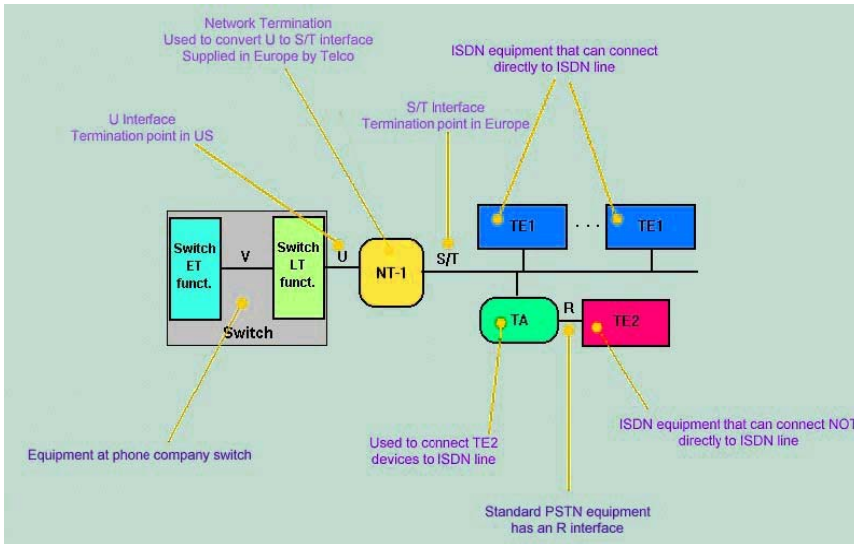 Network Termination
Used to convert U to S/T interface
Supplied in Europe by Telco
ISDN equipment that can connect
directly to ISDN line
U Interface
Termination point in US
S/T Interface
Termination point in Europe
Switch
ET
funct.
V
Switch
LT
funct.
Switch
U
NT-1
S/T
TE1
. . .
TE1
TA
R
TE2
Equipment at phone company switch
Used to connect TE2
devices to ISDN line
ISDN equipment that can connect NOT
directly to ISDN line
Standard PSTN equipment
has an R interface